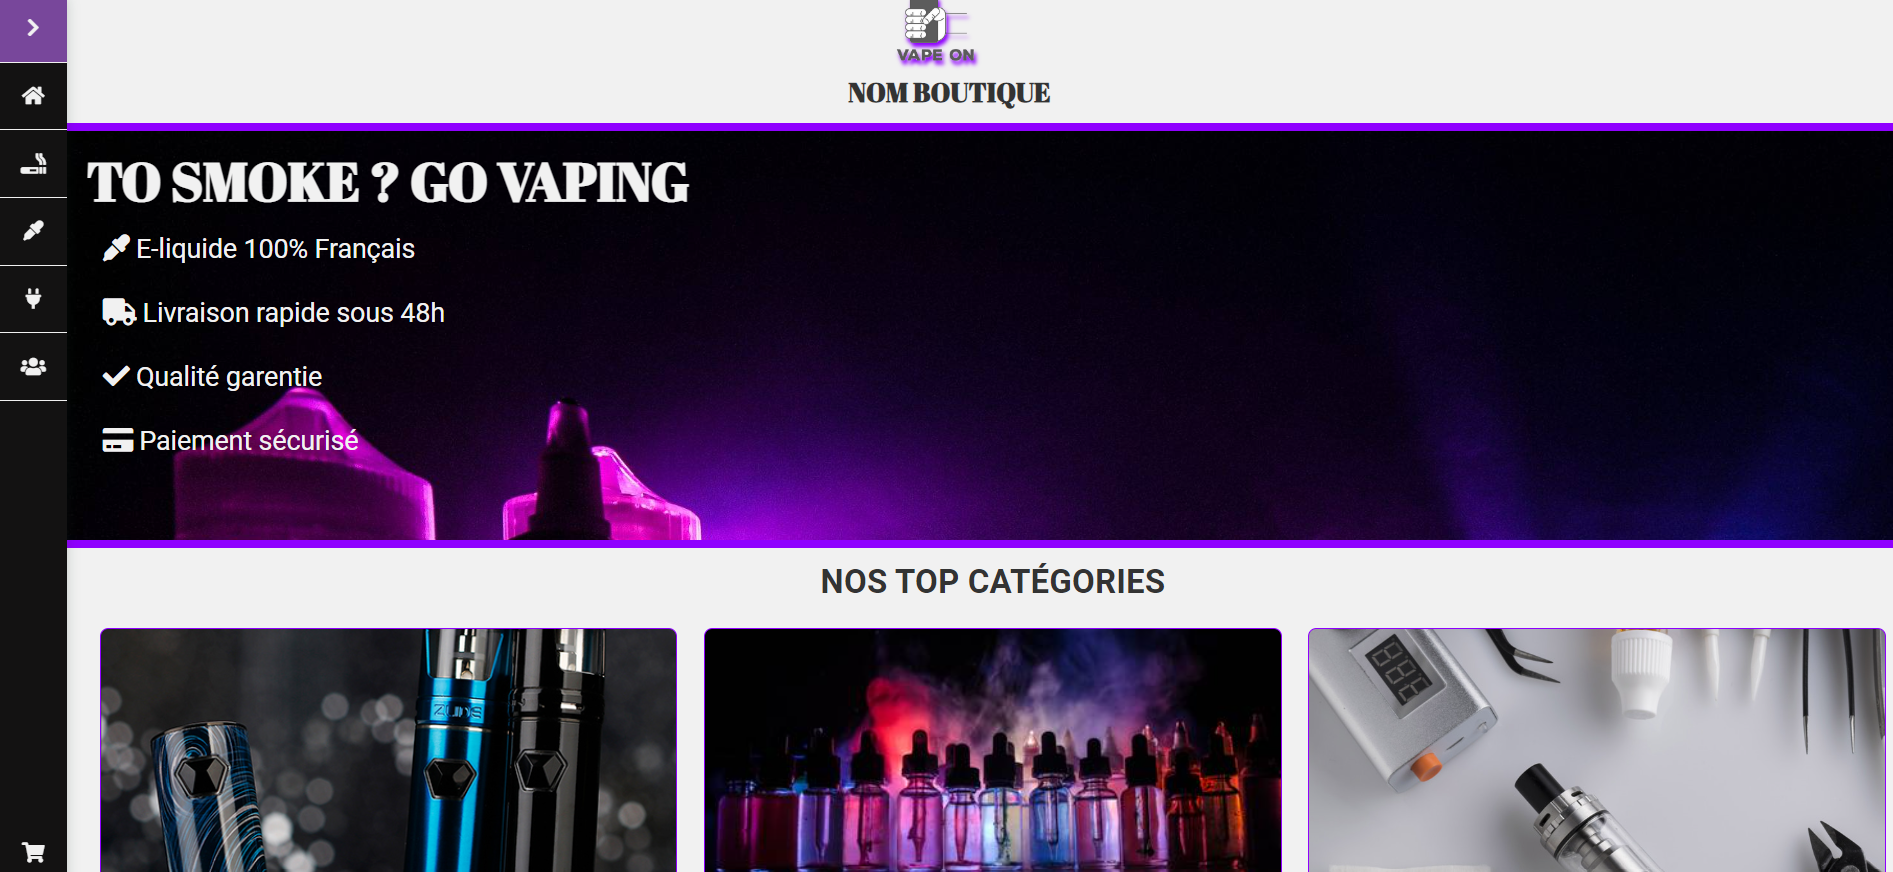 VAPE ON
NOM BOUTIQUE
TO SMOKE ? GO VAPING
E-liquide 100% Français
Livraison rapide sous 48h
Qualité garentie
Paiement sécurisé
NOS TOP CATÉGORIES